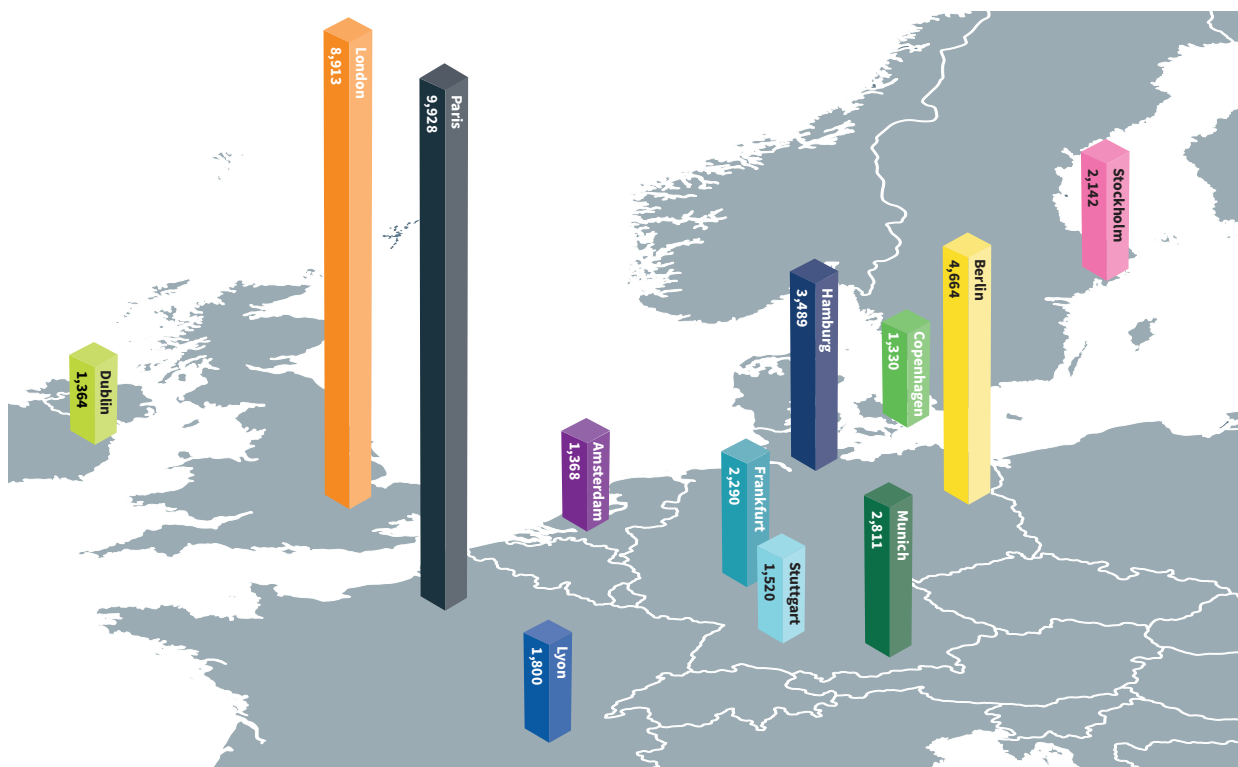 London
8,913
Paris
9,928
Stockholm
2,142
Berlin
4,664
Hamburg
3,489
Copenhagen
1,330
Dublin
1,364
Amsterdam
1,368
Frankfurt
2,290
Munich
2,811
Stuttgart
1,520
Lyon
1,800